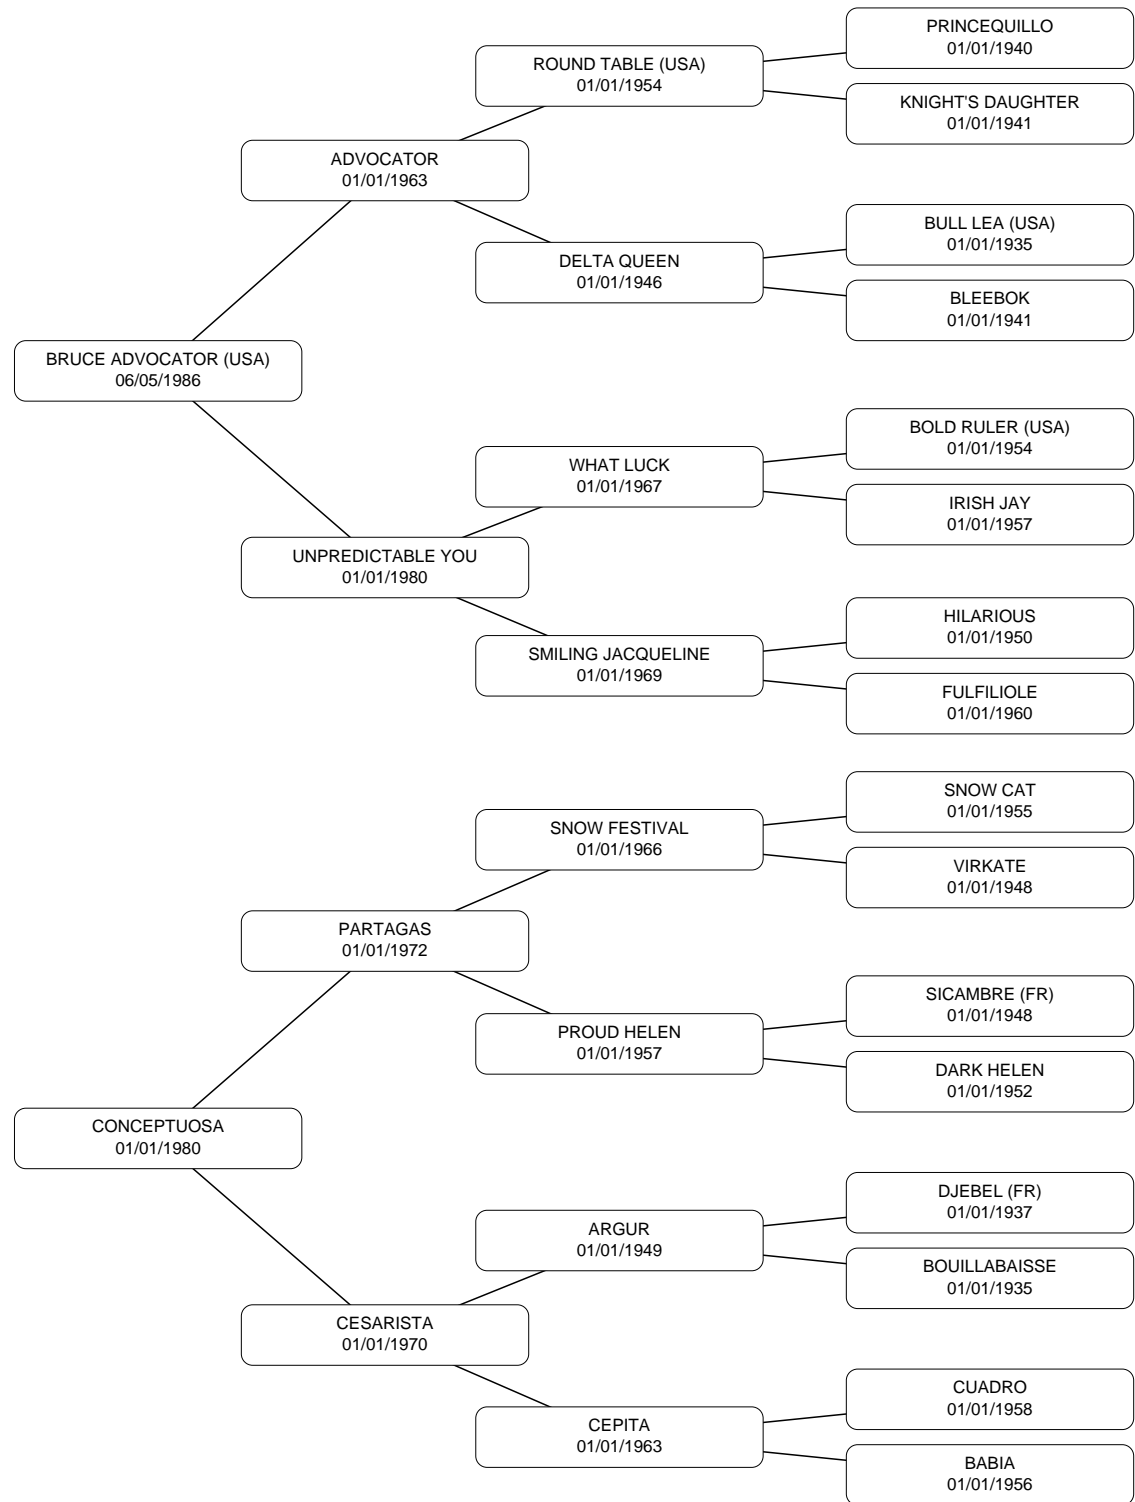 PRINCEQUILLO
01/01/1940
ROUND TABLE (USA)
01/01/1954
KNIGHT'S DAUGHTER
01/01/1941
ADVOCATOR
01/01/1963
BULL LEA (USA)
01/01/1935
DELTA QUEEN
01/01/1946
BLEEBOK
01/01/1941
BRUCE ADVOCATOR (USA)
06/05/1986
BOLD RULER (USA)
01/01/1954
WHAT LUCK
01/01/1967
IRISH JAY
01/01/1957
UNPREDICTABLE YOU
01/01/1980
HILARIOUS
01/01/1950
SMILING JACQUELINE
01/01/1969
FULFILIOLE
01/01/1960
SNOW CAT
01/01/1955
SNOW FESTIVAL
01/01/1966
VIRKATE
01/01/1948
PARTAGAS
01/01/1972
SICAMBRE (FR)
01/01/1948
PROUD HELEN
01/01/1957
DARK HELEN
01/01/1952
CONCEPTUOSA
01/01/1980
DJEBEL (FR)
01/01/1937
ARGUR
01/01/1949
BOUILLABAISSE
01/01/1935
CESARISTA
01/01/1970
CUADRO
01/01/1958
CEPITA
01/01/1963
BABIA
01/01/1956